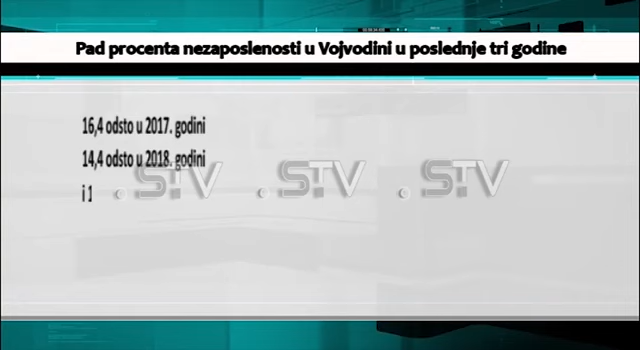 Pad procenta nezaposlenosti u Vojvodini u poslednje tri godine
16,4 odsto u 2017. godini
14,4 odsto u 2018. godini
i 1
STV STV STV